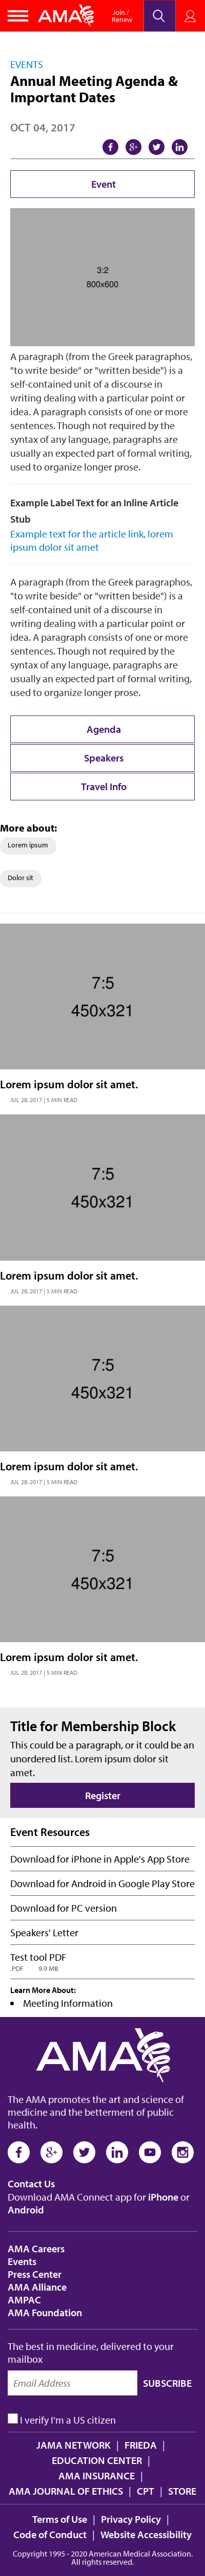 AMA
Join /
Renew
EVENTS
Annual Meeting Agenda &
Important Dates
OCT 04, 2017
Event
3:2
800x600
A paragraph (from the Greek paragraphos,
"to write beside" or "written beside") is a
self-contained unit of a discourse in
writing dealing with a particular point or
idea. A paragraph consists of one or more
sentences. Though not required by the
syntax of any language, paragraphs are
usually an expected part of formal writing,
used to organize longer prose.
Example Label Text for an Inline Article
Stub
Example text for the article link, lorem
ipsum dolor sit amet
A paragraph (from the Greek paragraphos,
"to write beside" or "written beside") is a
self-contained unit of a discourse in
writing dealing with a particular point or
idea. A paragraph consists of one or more
sentences. Though not required by the
syntax of any language, paragraphs are
usually an expected part of formal writing,
used to organize longer prose.
Agenda
Speakers
Travel Info
More about:
Lorem ipsum
Dolor sit
7:5
450x321
Lorem ipsum dolor sit amet.
JUL 28, 2017 | 5 MIN READ
7:5
450x321
Lorem ipsum dolor sit amet.
JUL 28, 2017 | 5 MIN READ
7:5
450x321
Lorem ipsum dolor sit amet.
JUL 28, 2017 | 5 MIN READ
7:5
450x321
Lorem ipsum dolor sit amet.
JUL 28, 2017 | 5 MIN READ
Title for Membership Block
This could be a paragraph, or it could be an
unordered list. Lorem ipsum dolor sit
amet.
Register
Event Resources
Download for iPhone in Apple's App Store
Download for Android in Google Play Store
Download for PC version
Speakers' Letter
Test tool PDF
.PDF 9.9 MB
Learn More About:
• Meeting Information
AMA
The AMA promotes the art and science of
medicine and the betterment of public
health.
Contact Us
Download AMA Connect app for iPhone or
Android
AMA Careers
Events
Press Center
AMA Alliance
AMPAC
AMA Foundation
The best in medicine, delivered to your
mailbox
Email Address SUBSCRIBE
I verify I'm a US citizen
JAMA NETWORK | FRIEDA |
EDUCATION CENTER |
AMA INSURANCE |
AMA JOURNAL OF ETHICS | CPT | STORE
Terms of Use | Privacy Policy |
Code of Conduct | Website Accessibility
Copyright 1995 - 2020 American Medical Association.
All rights reserved.